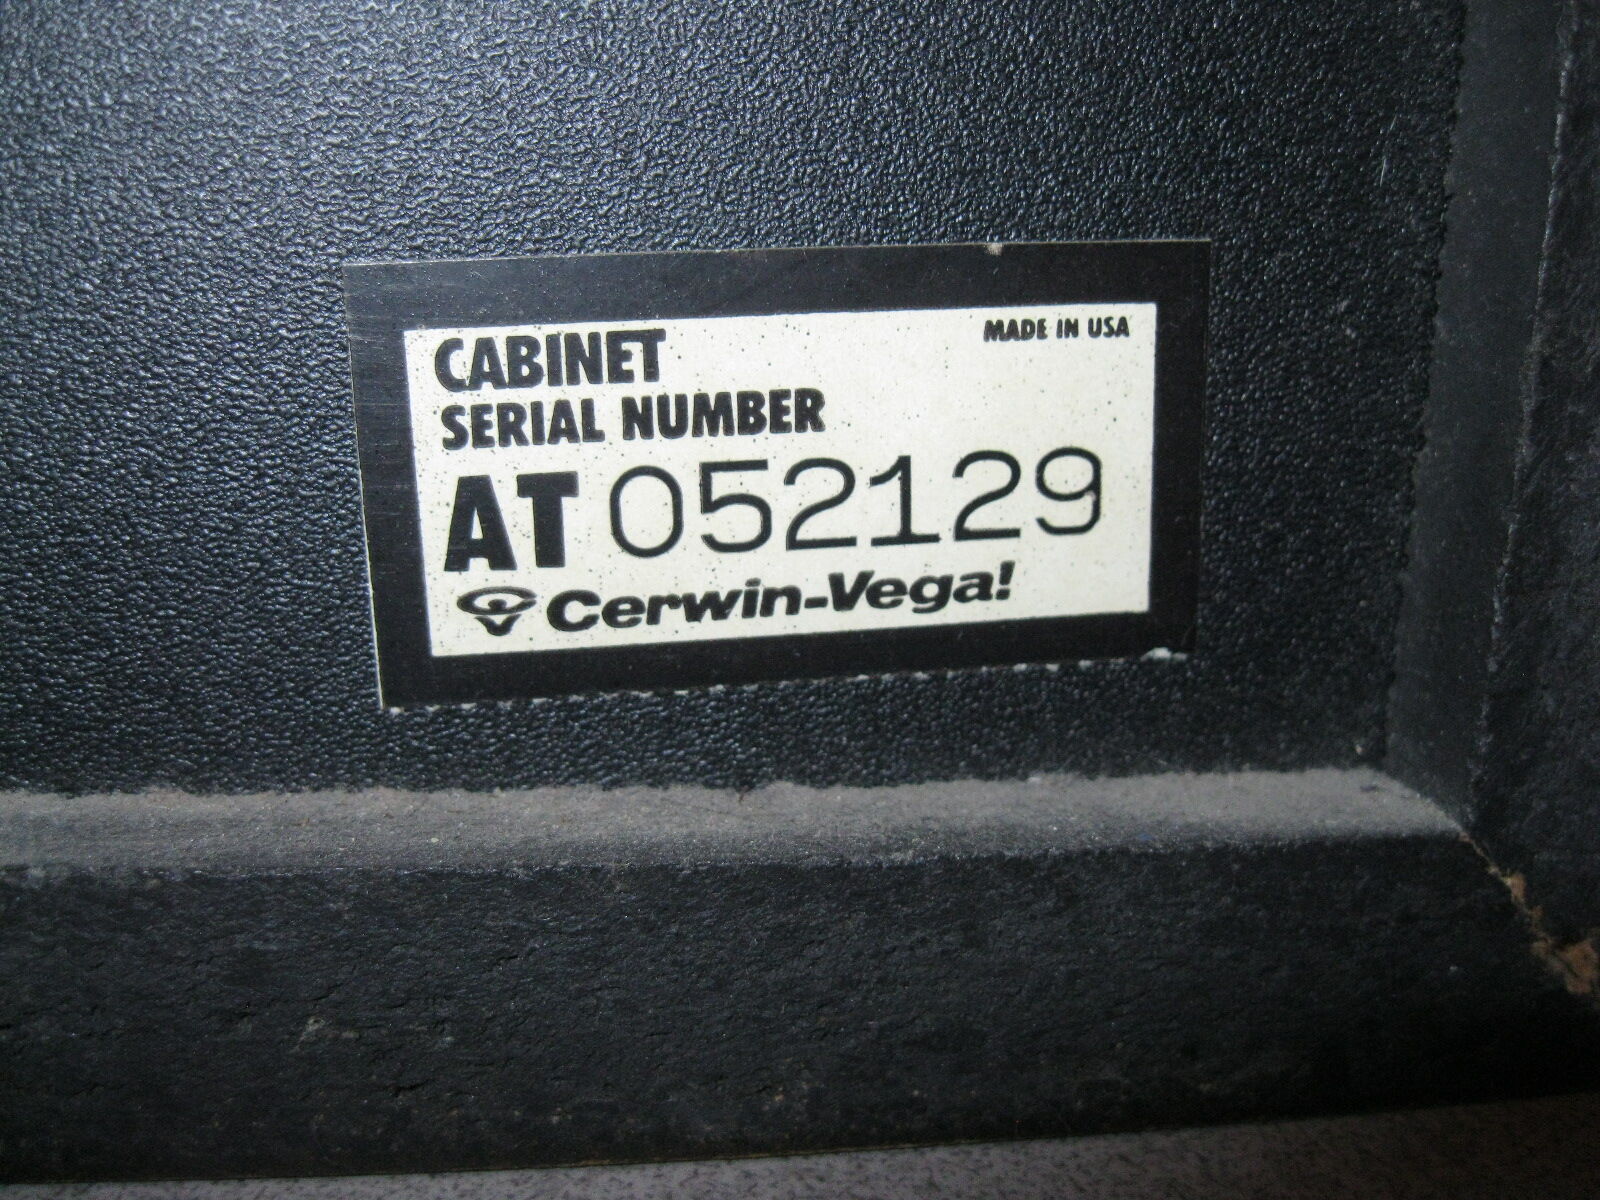 CABINET
MADE IN USA
SERIAL NUMBER
AT 052129
Cerwin-Vega!